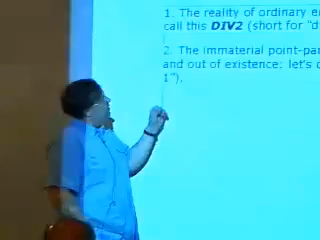 1. The reality of ordinary
call this DIV2 (short for "d
2. The immaterial point-pa
and out of existence; let's
1").